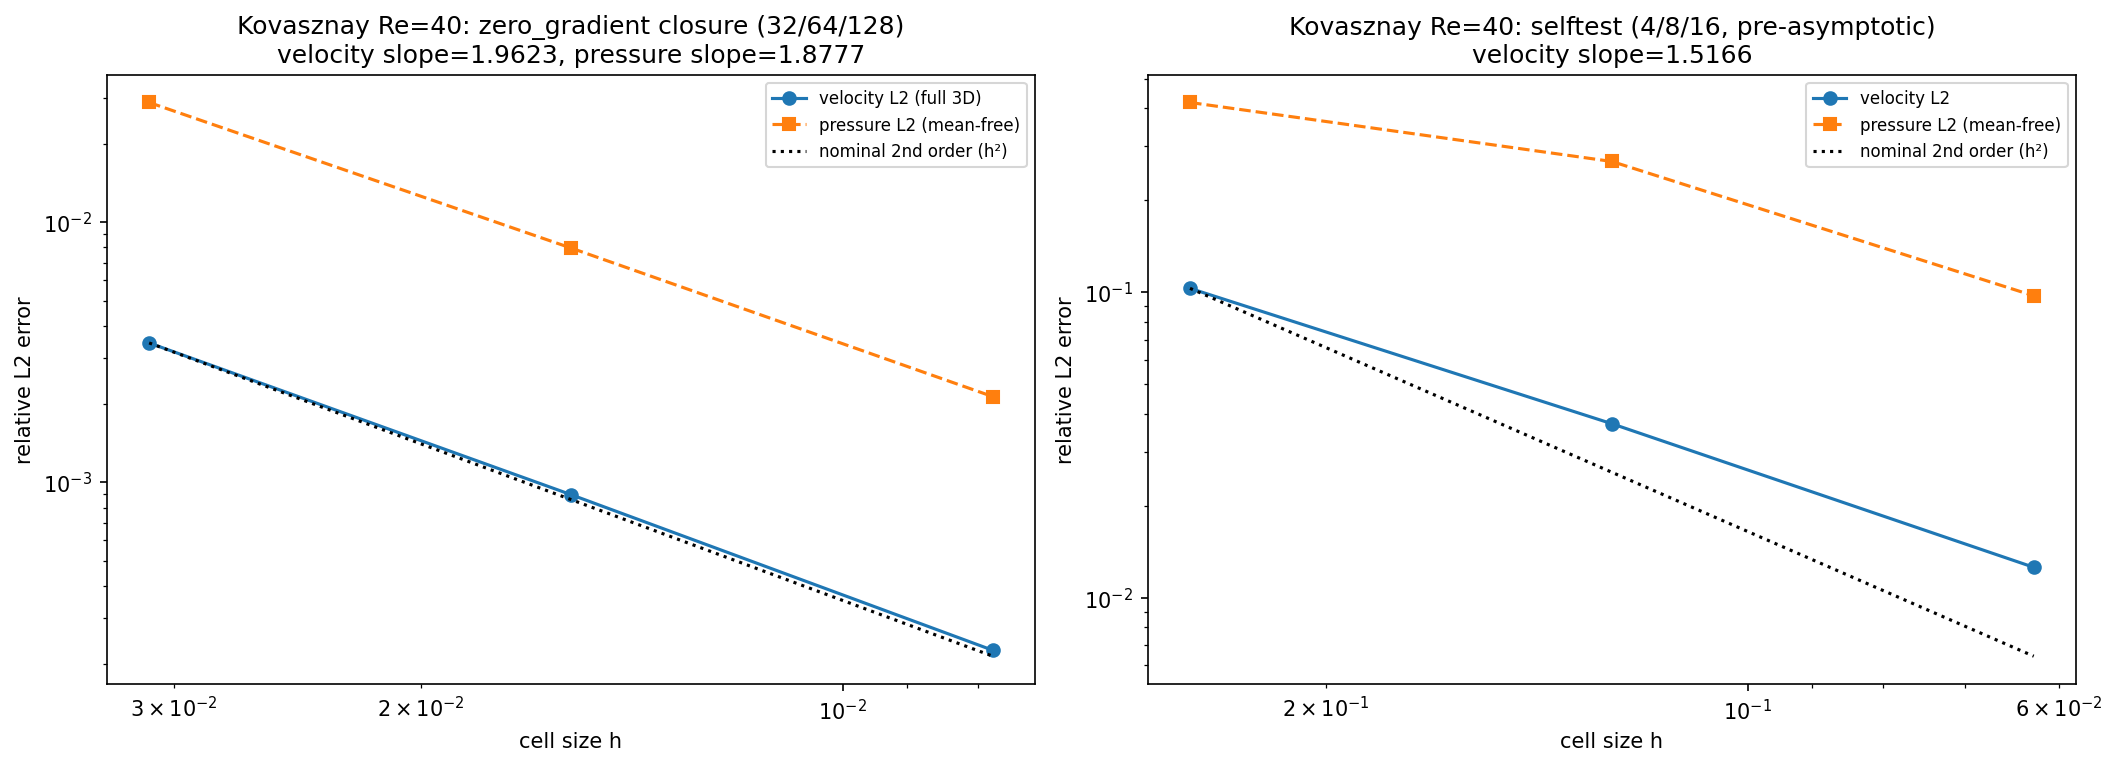 Kovasznay Re=40: zero_gradient closure (32/64/128)
velocity slope=1.9623, pressure slope=1.8777
velocity L2 (full 3D)
pressure L2 (mean-free)
nominal 2nd order (h²)
relative L2 error
10⁻²
10⁻³
3 × 10⁻²
2 × 10⁻²
10⁻²
cell size h
Kovasznay Re=40: selftest (4/8/16, pre-asymptotic)
velocity slope=1.5166
velocity L2
pressure L2 (mean-free)
nominal 2nd order (h²)
relative L2 error
10⁻¹
10⁻²
2 × 10⁻¹
10⁻¹
6 × 10⁻²
cell size h